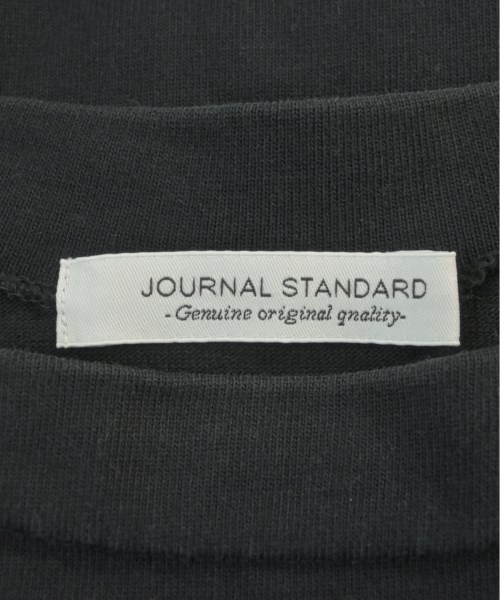 JOURNAL STANDARD
-Genuine original qnality-